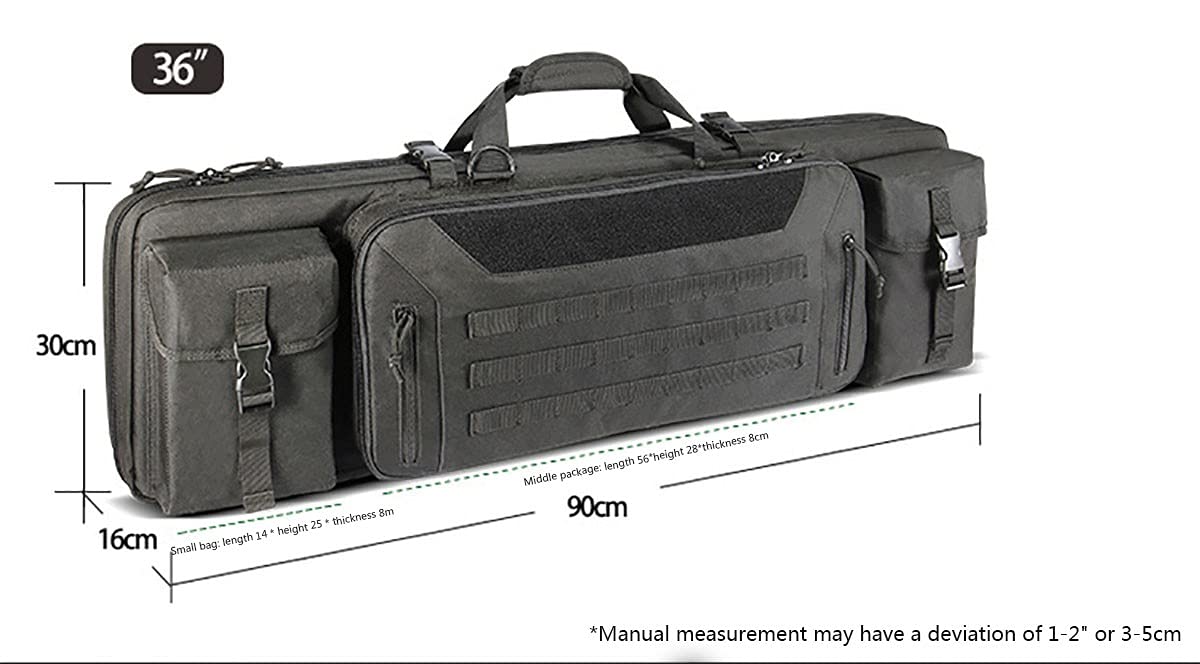 36"
30cm
Middle package: length 56*height 28*thickness 8cm
90cm
16cm
Small bag: length 14 * height 25 * thickness 8m
*Manual measurement may have a deviation of 1-2" or 3-5cm